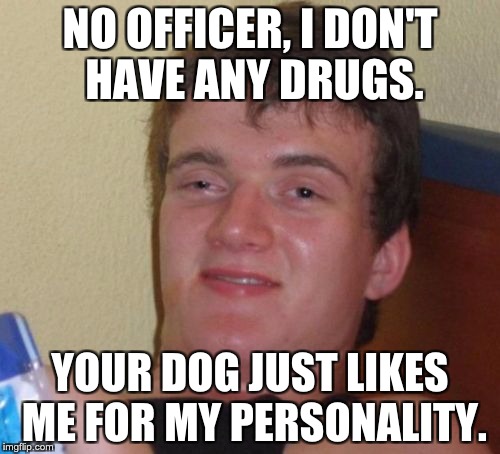 NO OFFICER, I DON'T
HAVE ANY DRUGS.
YOUR DOG JUST LIKES
ME FOR MY PERSONALITY.
imgflip.com